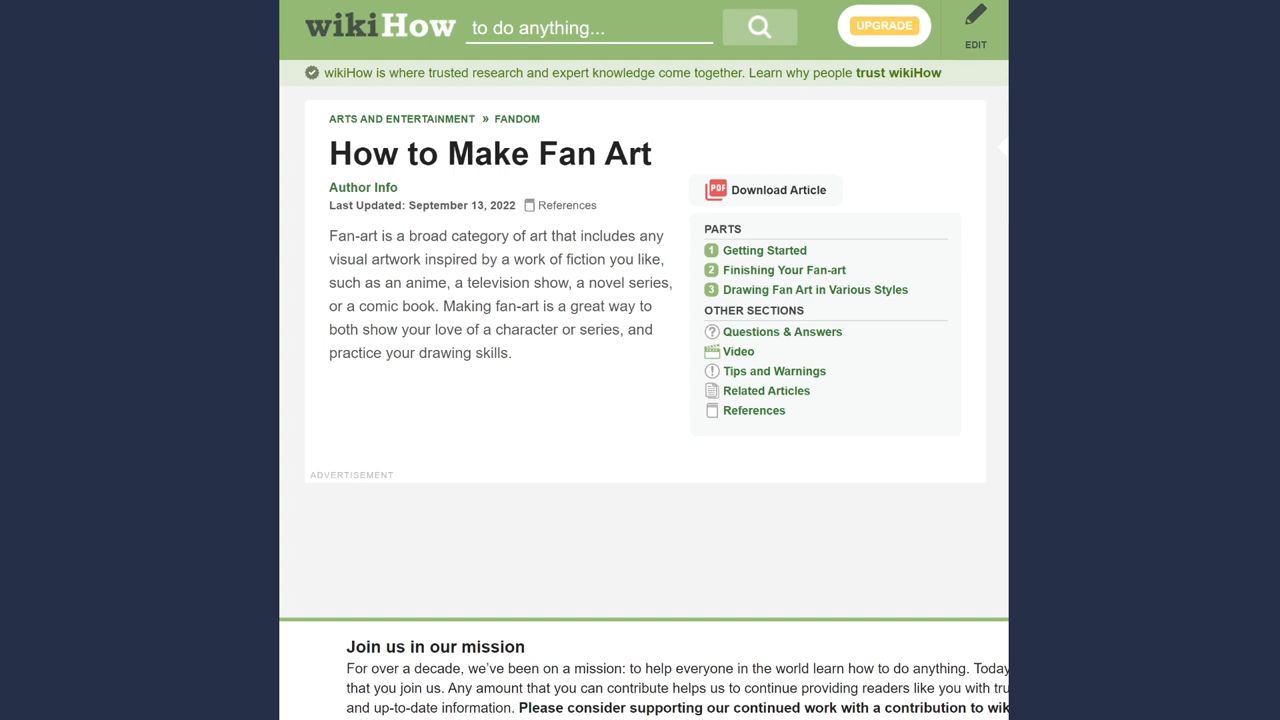 wikiHow to do anything... UPGRADE
EDIT
wikiHow is where trusted research and expert knowledge come together. Learn why people trust wikiHow
ARTS AND ENTERTAINMENT » FANDOM
How to Make Fan Art
Author Info
Last Updated: September 13, 2022 References
Fan-art is a broad category of art that includes any
visual artwork inspired by a work of fiction you like,
such as an anime, a television show, a novel series,
or a comic book. Making fan-art is a great way to
both show your love of a character or series, and
practice your drawing skills.
PDF Download Article
PARTS
1 Getting Started
2 Finishing Your Fan-art
3 Drawing Fan Art in Various Styles
OTHER SECTIONS
? Questions & Answers
Video
! Tips and Warnings
Related Articles
References
ADVERTISEMENT
Join us in our mission
For over a decade, we've been on a mission: to help everyone in the world learn how to do anything. Today
that you join us. Any amount that you can contribute helps us to continue providing readers like you with tru
and up-to-date information. Please consider supporting our continued work with a contribution to wik